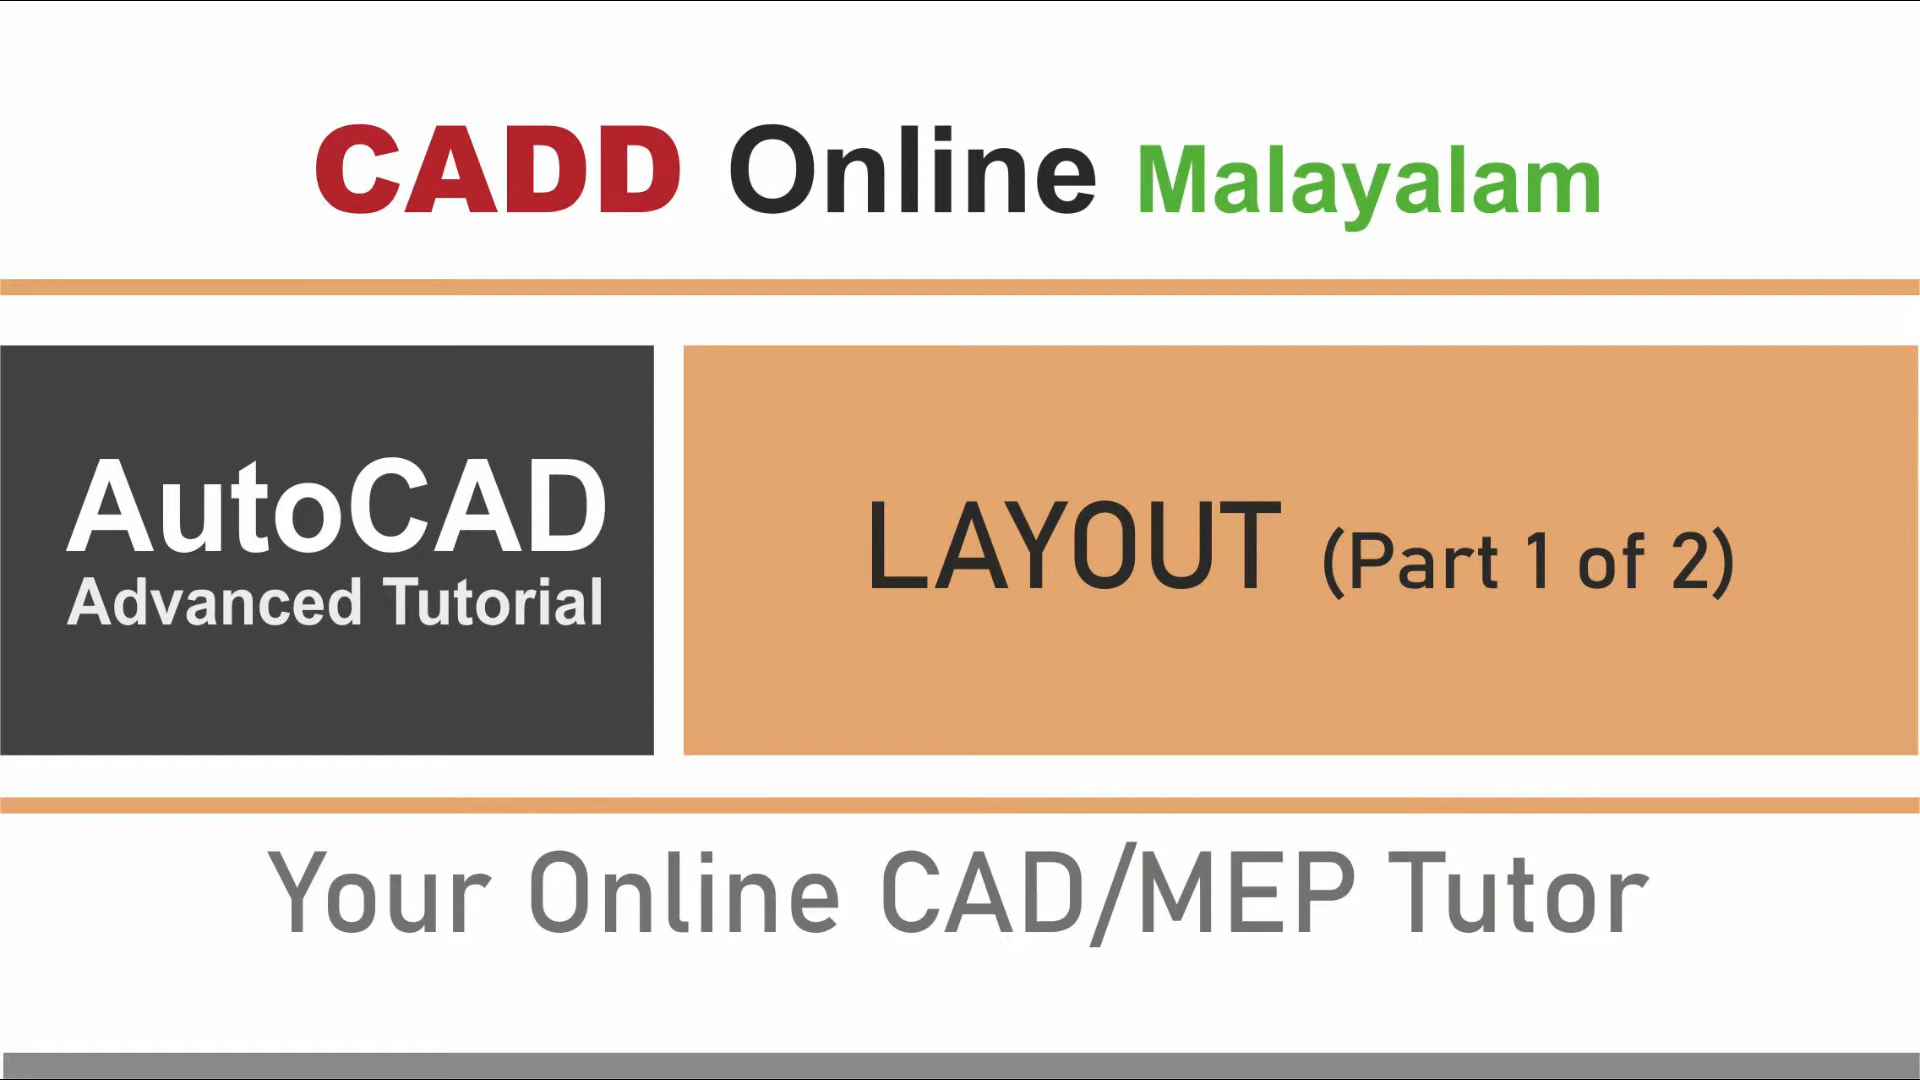 CADD Online Malayalam
AutoCAD
Advanced Tutorial
LAYOUT (Part 1 of 2)
Your Online CAD/MEP Tutor